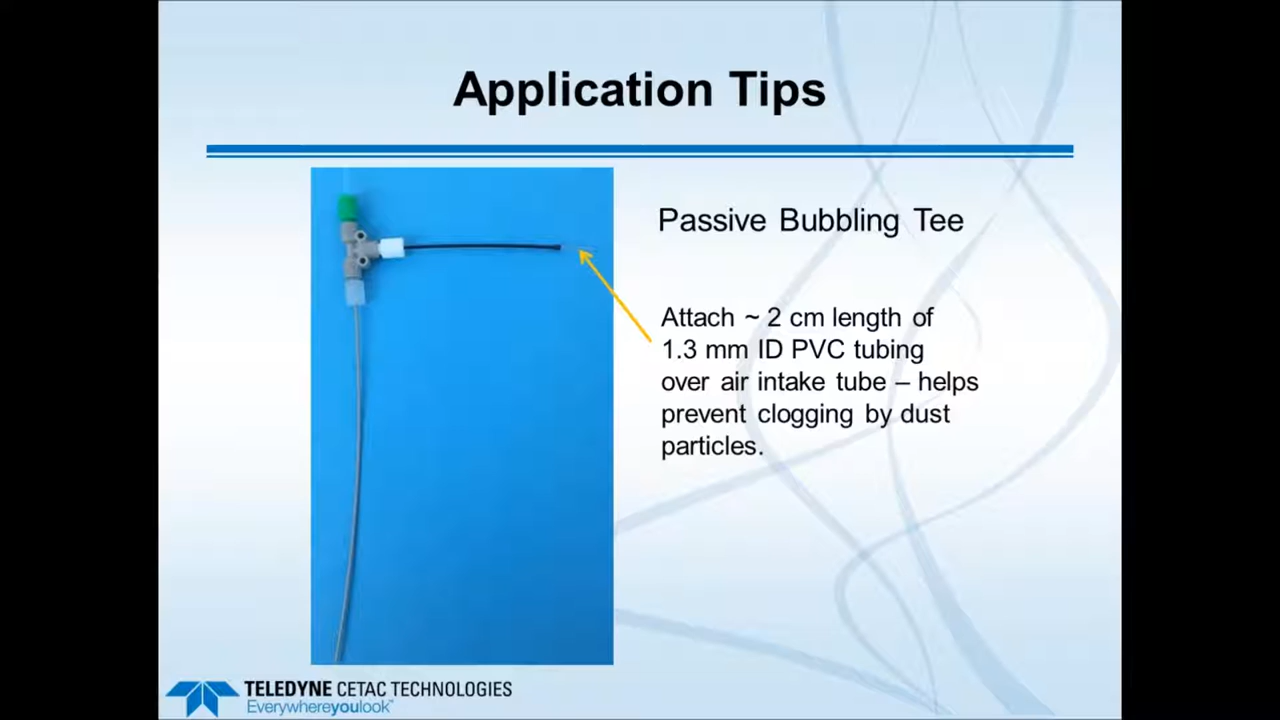 Application Tips
Passive Bubbling Tee
Attach ~ 2 cm length of
1.3 mm ID PVC tubing
over air intake tube – helps
prevent clogging by dust
particles.
TELEDYNE CETAC TECHNOLOGIES
Everywhereyoulook™